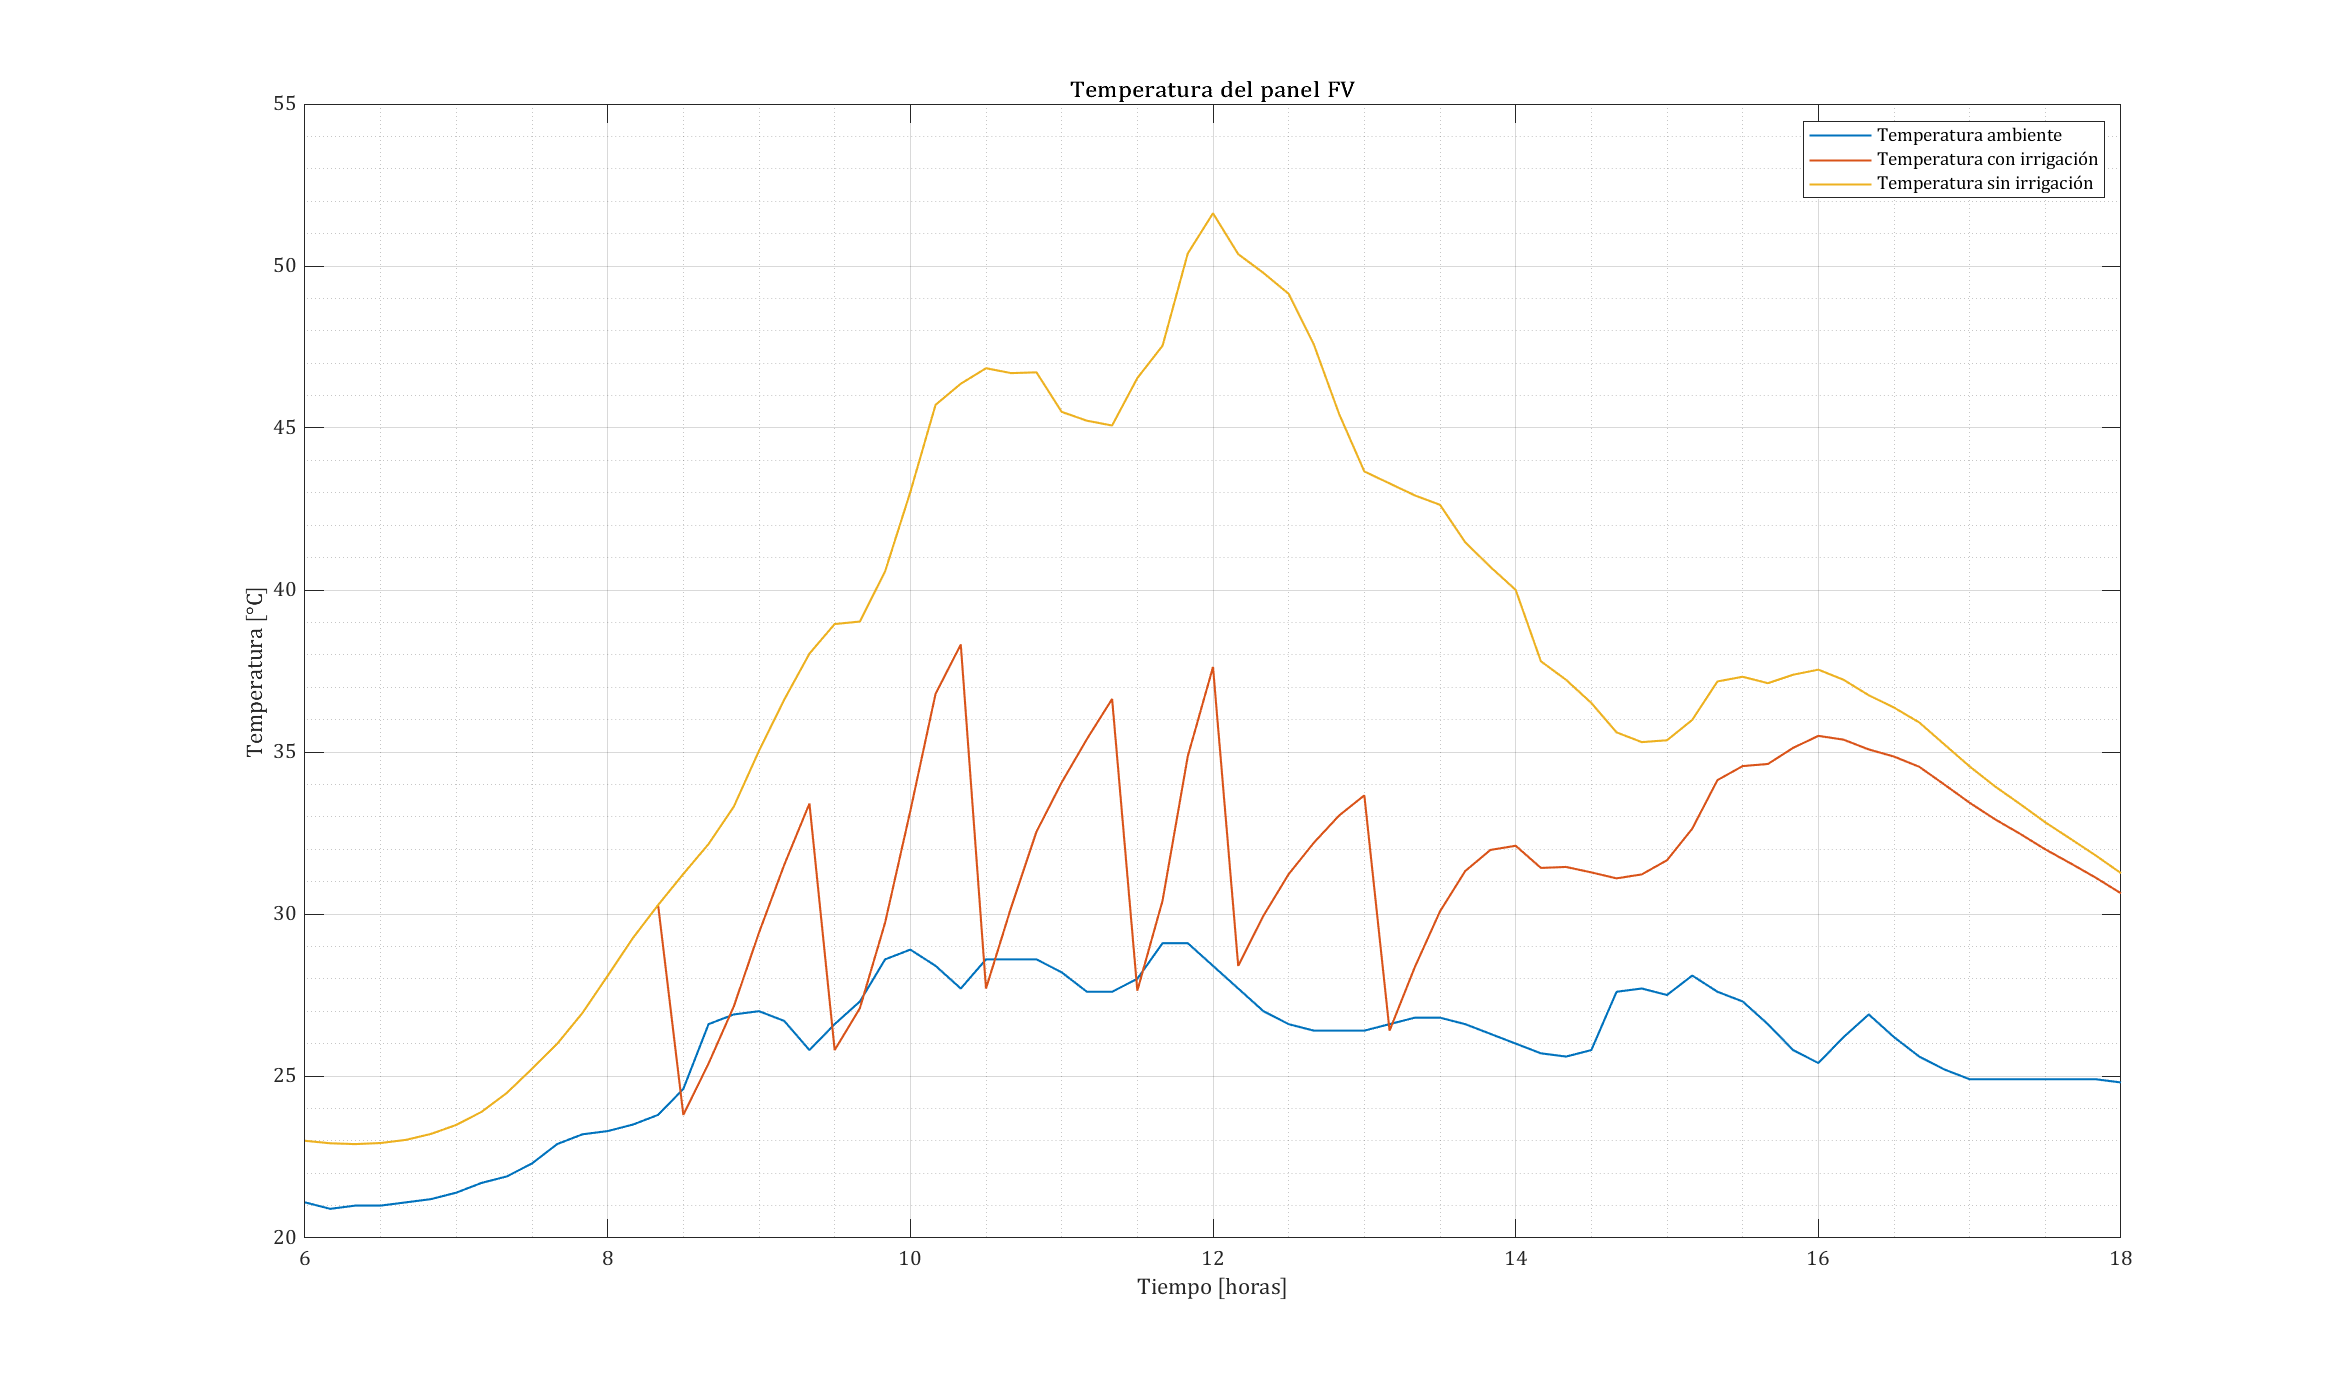 Temperatura del panel FV
55
50
45
40
35
30
25
20
Temperatura [°C]
Temperatura ambiente
Temperatura con irrigación
Temperatura sin irrigación
6 8 10 12 14 16 18
Tiempo [horas]